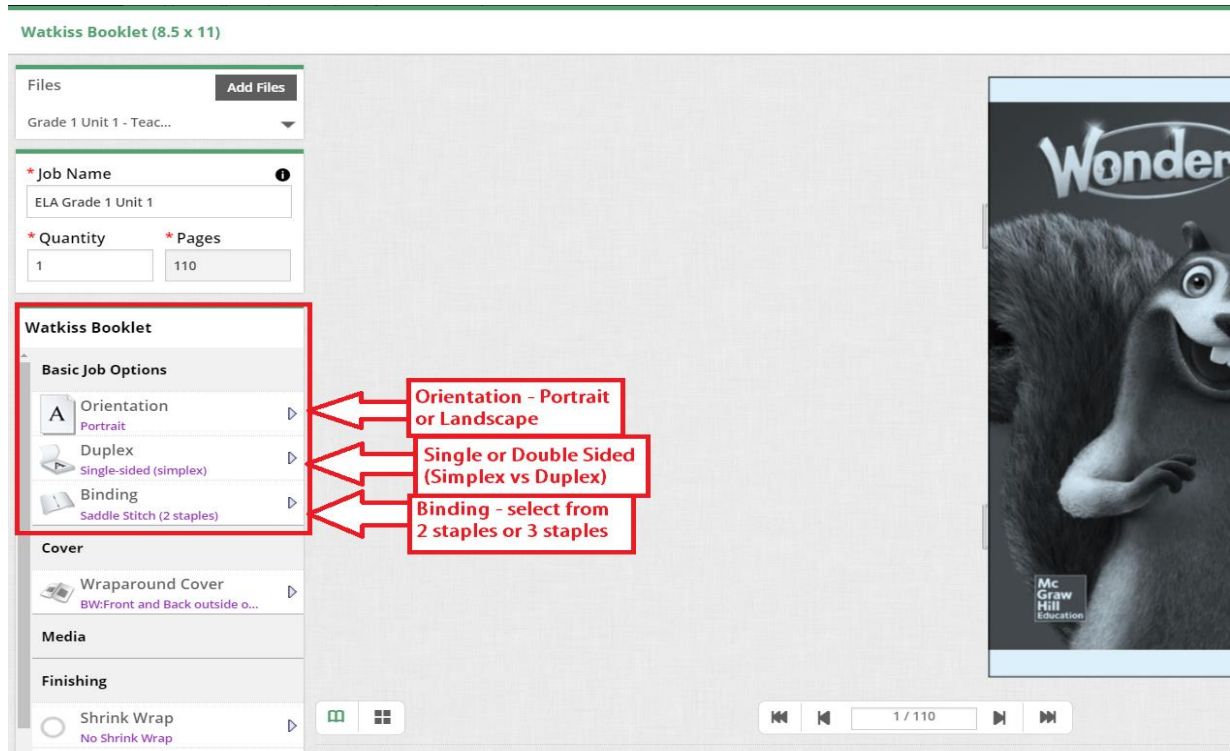 Watkiss Booklet (8.5 x 11)
Files
Add Files
Grade 1 Unit 1 - Teac...
* Job Name
ELA Grade 1 Unit 1
* Quantity
* Pages
1
110
Watkiss Booklet
Basic Job Options
A
Orientation
Portrait
Orientation - Portrait
or Landscape
Duplex
Single-sided (simplex)
Single or Double Sided
(Simplex vs Duplex)
Binding
Saddle Stitch (2 staples)
Binding - select from
2 staples or 3 staples
Cover
Wraparound Cover
BW:Front and Back outside o...
Media
Finishing
Shrink Wrap
No Shrink Wrap
Wonder
Mc
Graw
Hill
Education
1 / 110